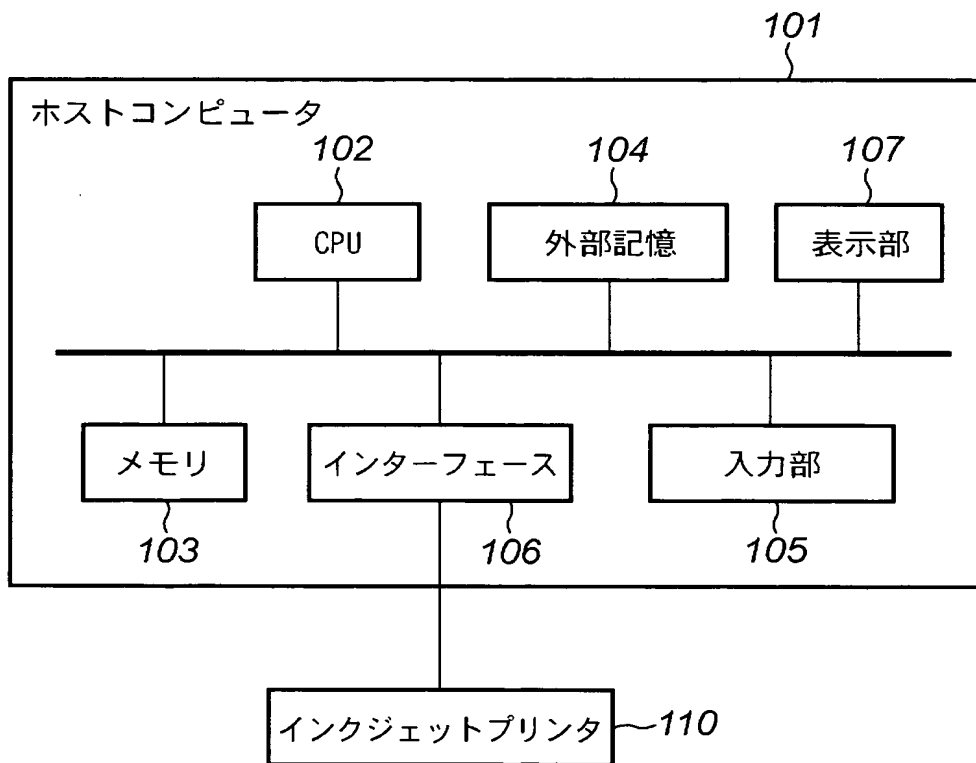 101
ホストコンピュータ
102
104
107
CPU
外部記憶
表示部
メモリ
インターフェース
入力部
103
106
105
インクジェットプリンタ
110